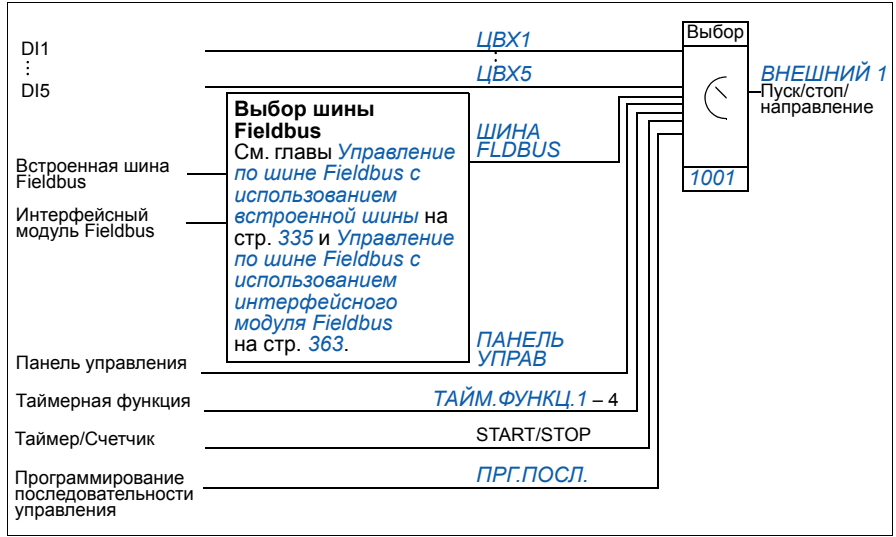 DI1
⋮
DI5
ЦВХ1
⋮
ЦВХ5
Выбор
1001
ВНЕШНИЙ 1
Пуск/стоп/
направление
Выбор шины
Fieldbus
См. главы Управление
по шине Fieldbus с
использованием
встроенной шины на
стр. 335 и Управление
по шине Fieldbus с
использованием
интерфейсного
модуля Fieldbus
на стр. 363.
ШИНА
FLDBUS
Встроенная шина
Fieldbus
Интерфейсный
модуль Fieldbus
Панель управления
ПАНЕЛЬ
УПРАВ
Таймерная функция
ТАЙМ.ФУНКЦ.1 – 4
Таймер/Счетчик
START/STOP
Программирование
последовательности
управления
ПРГ.ПОСЛ.